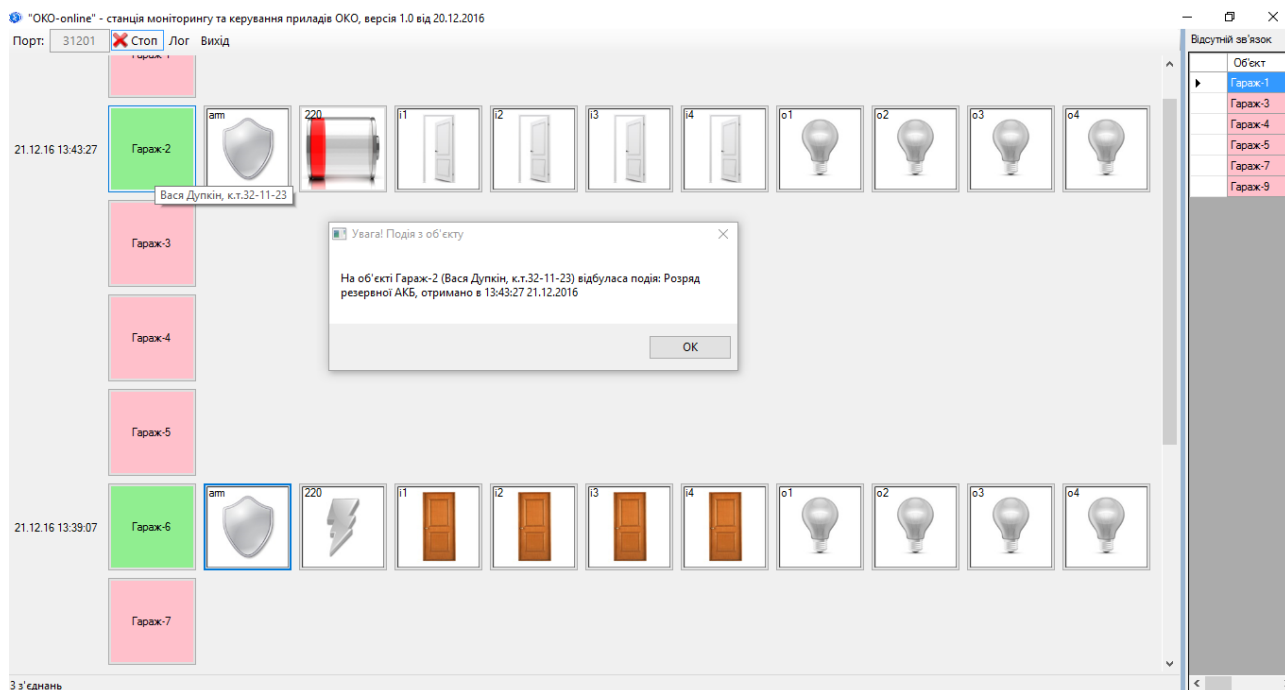 "ОКО-online" - станція моніторингу та керування приладів ОКО, версія 1.0 від 20.12.2016
Порт: 31201 Стоп Лог Вихід
Відсутній зв'язок
Об'єкт
Гараж-1
Гараж-3
Гараж-4
Гараж-5
Гараж-7
Гараж-9
Гараж-1
21.12.16 13:43:27 Гараж-2 arm 220 i1 i2 i3 i4 o1 o2 o3 o4
Вася Дупкін, к.т.32-11-23
Гараж-3
Увага! Подія з об'єкту
На об'єкті Гараж-2 (Вася Дупкін, к.т.32-11-23) відбуласа подія: Розряд
резервної АКБ, отримано в 13:43:27 21.12.2016
OK
Гараж-4
Гараж-5
21.12.16 13:39:07 Гараж-6 arm 220 i1 i2 i3 i4 o1 o2 o3 o4
Гараж-7
3 з'єднань